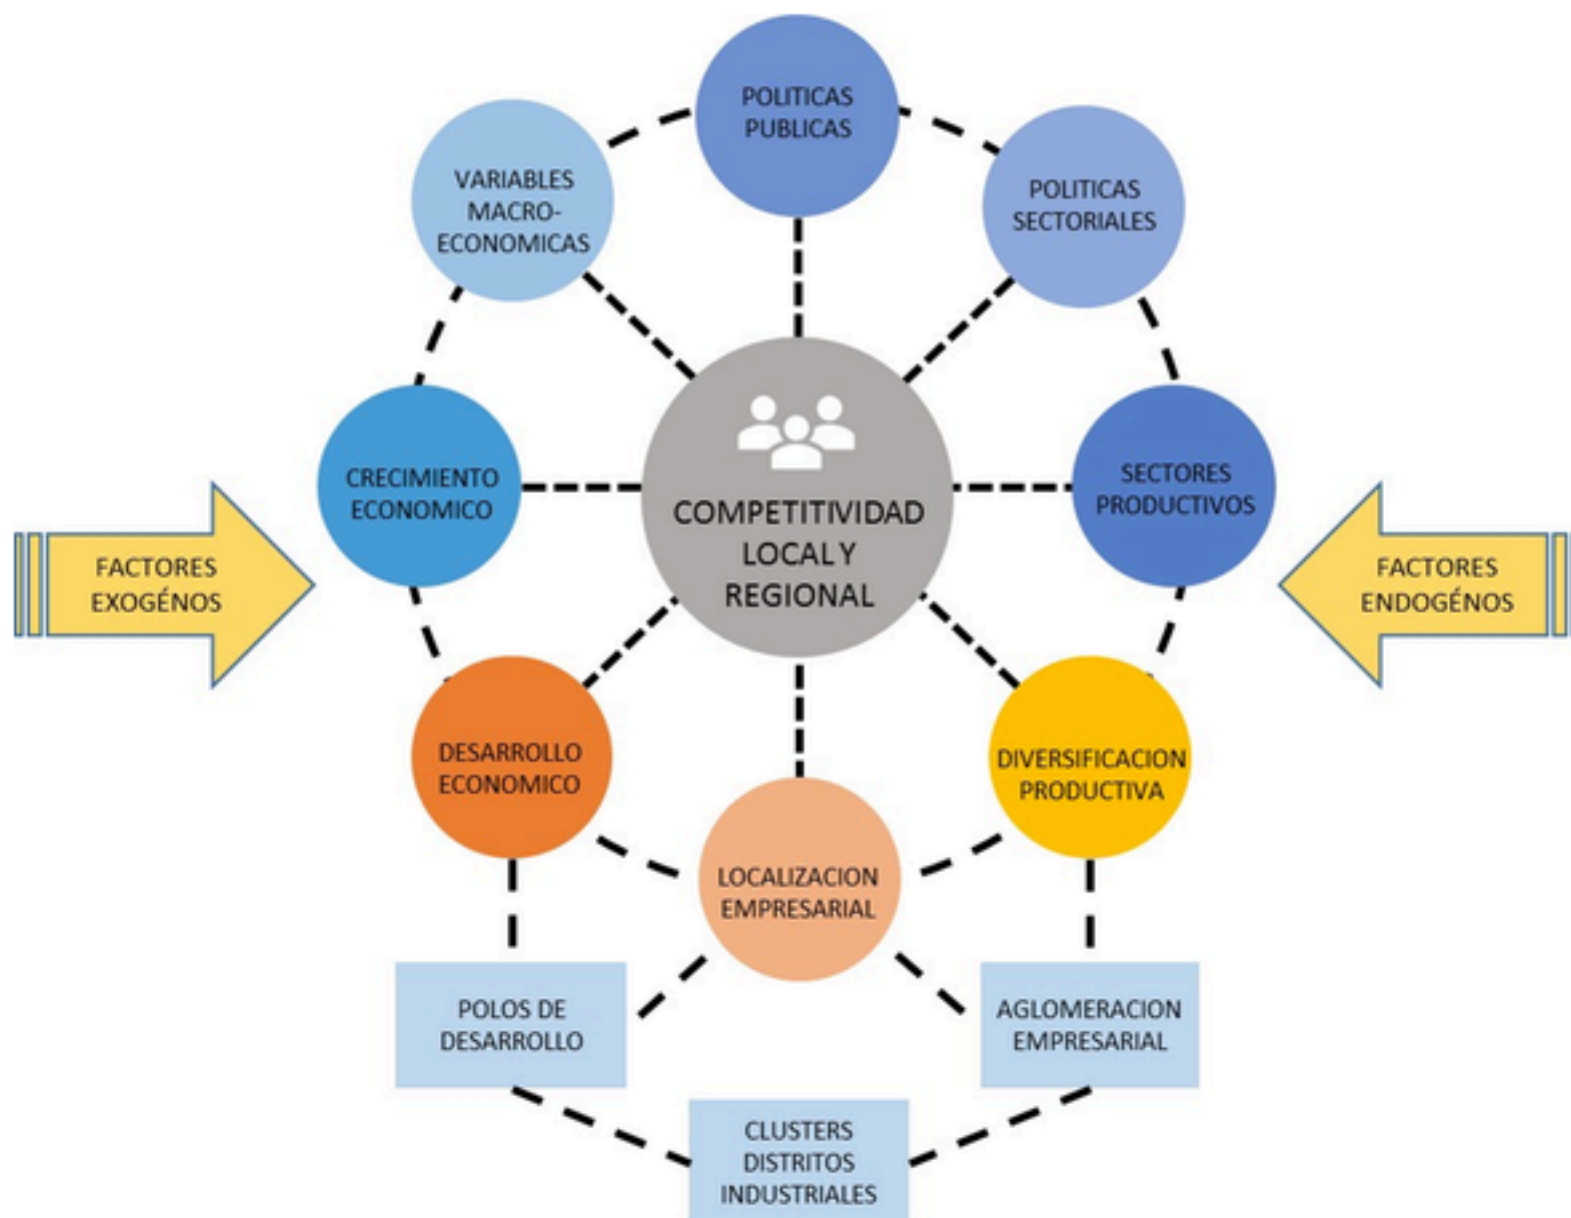 POLITICAS
PUBLICAS
VARIABLES
MACRO-
ECONOMICAS
POLITICAS
SECTORIALES
CRECIMIENTO
ECONOMICO
COMPETITIVIDAD
LOCAL Y
REGIONAL
SECTORES
PRODUCTIVOS
FACTORES
EXOGÉNOS
FACTORES
ENDOGÉNOS
DESARROLLO
ECONOMICO
DIVERSIFICACION
PRODUCTIVA
LOCALIZACION
EMPRESARIAL
POLOS DE
DESARROLLO
AGLOMERACION
EMPRESARIAL
CLUSTERS
DISTRITOS
INDUSTRIALES